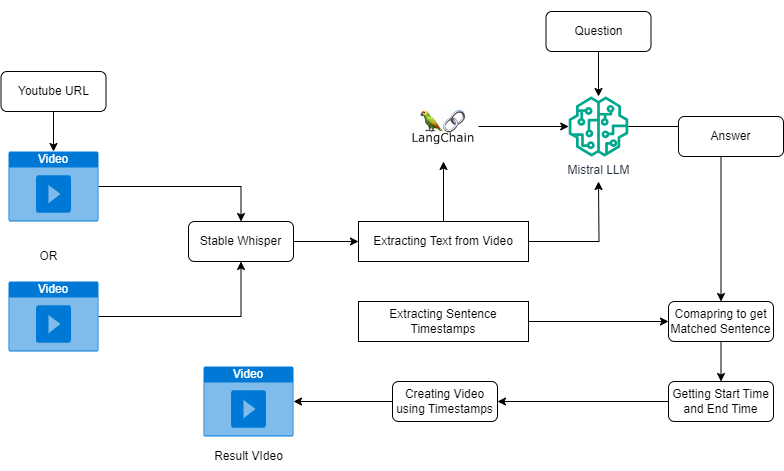 Question
Youtube URL
Video
LangChain
Answer
Mistral LLM
Stable Whisper
Extracting Text from Video
OR
Video
Extracting Sentence
Timestamps
Comapring to get
Matched Sentence
Video
Creating Video
using Timestamps
Getting Start Time
and End Time
Result VIdeo